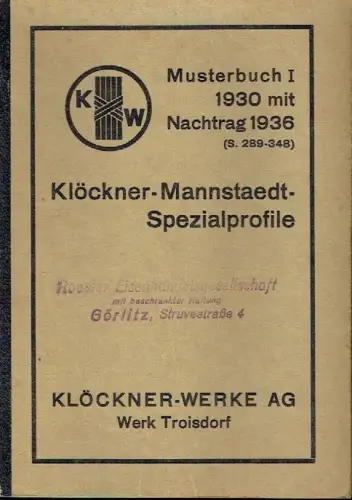 K W
Musterbuch I
1930 mit
Nachtrag 1936
(S. 289-348)
Klöckner-Mannstaedt-
Spezialprofile
Eisenhandelsgesellschaft
mit beschränkter Haftung
Görlitz, Struvestraße 4
KLÖCKNER-WERKE AG
Werk Troisdorf